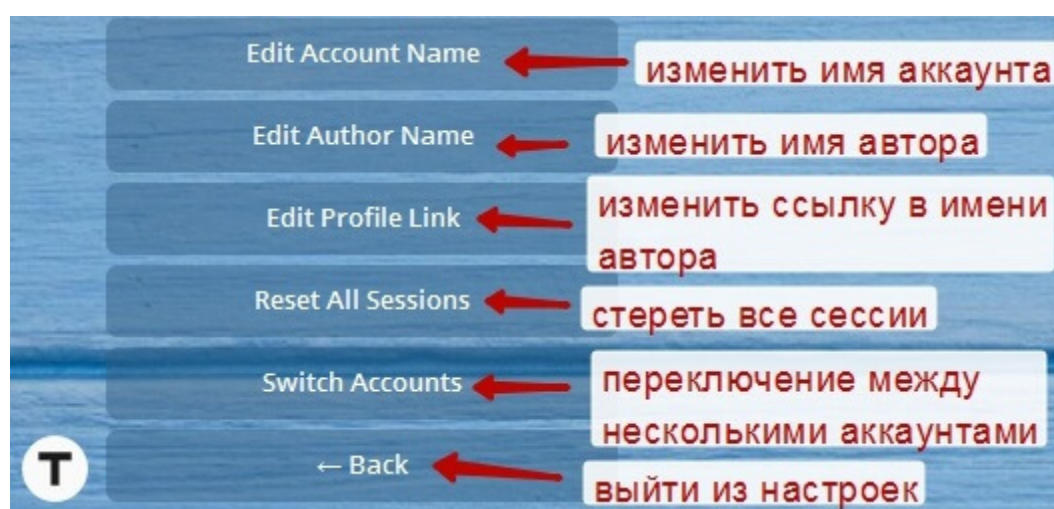 Edit Account Name
изменить имя аккаунта
Edit Author Name
изменить имя автора
Edit Profile Link
изменить ссылку в имени
автора
Reset All Sessions
стереть все сессии
Switch Accounts
переключение между
несколькими аккаунтами
← Back
выйти из настроек
T